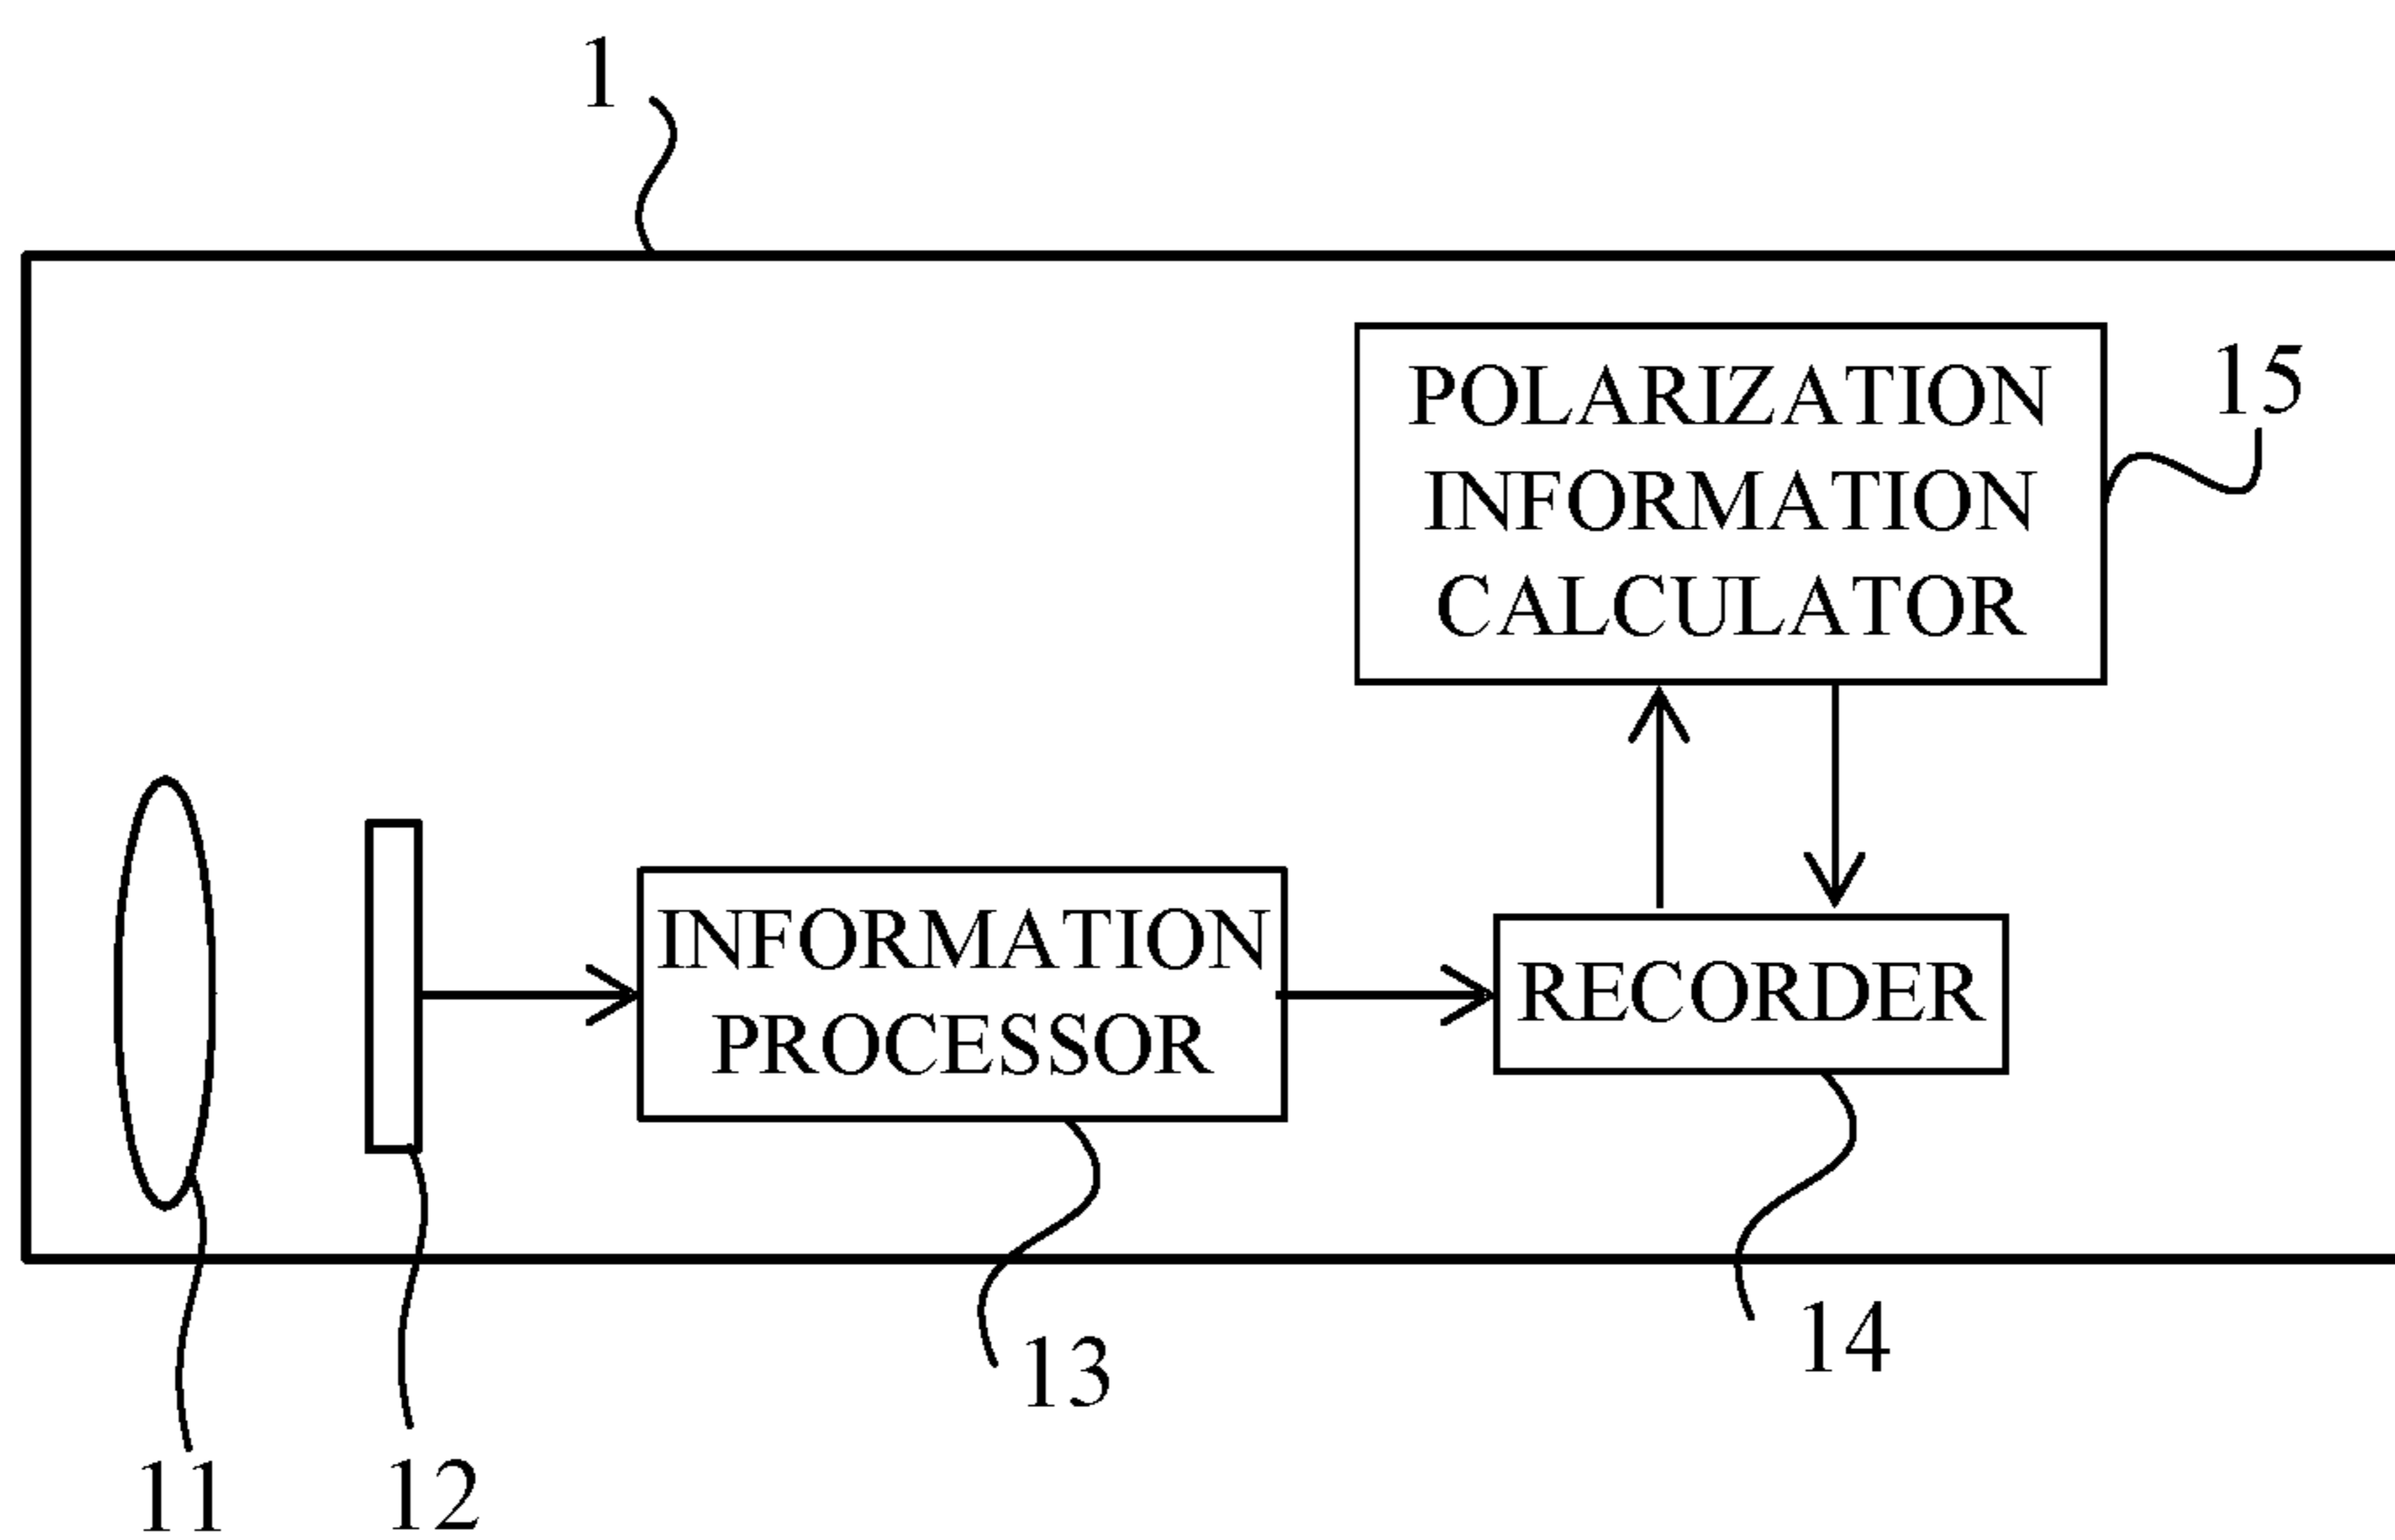 1
POLARIZATION
INFORMATION
CALCULATOR
15
INFORMATION
PROCESSOR
RECORDER
13
14
11
12